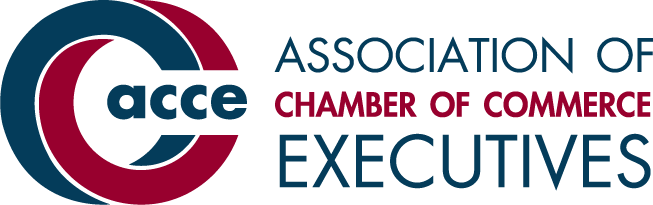 acce
ASSOCIATION OF
CHAMBER OF COMMERCE
EXECUTIVES